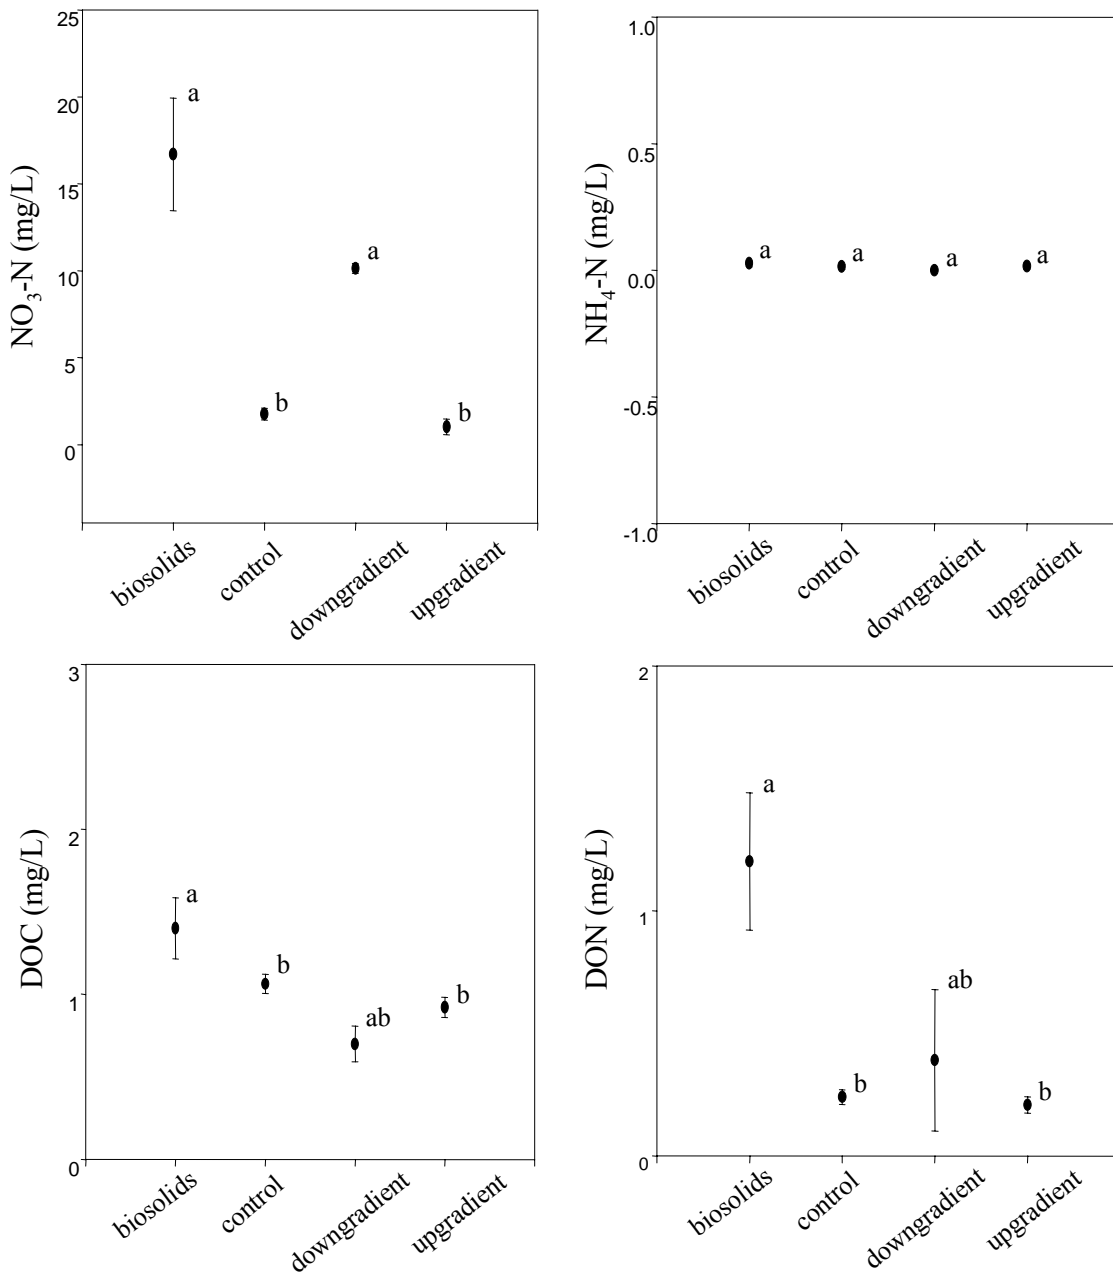 25
20
15
10
5
0
NO3-N (mg/L)
a
b
a
b
biosolids
control
downgradient
upgradient
1.0
0.5
0.0
-0.5
-1.0
NH4-N (mg/L)
a
a
a
a
biosolids
control
downgradient
upgradient
3
2
1
0
DOC (mg/L)
a
b
ab
b
biosolids
control
downgradient
upgradient
2
1
0
DON (mg/L)
a
b
ab
b
biosolids
control
downgradient
upgradient